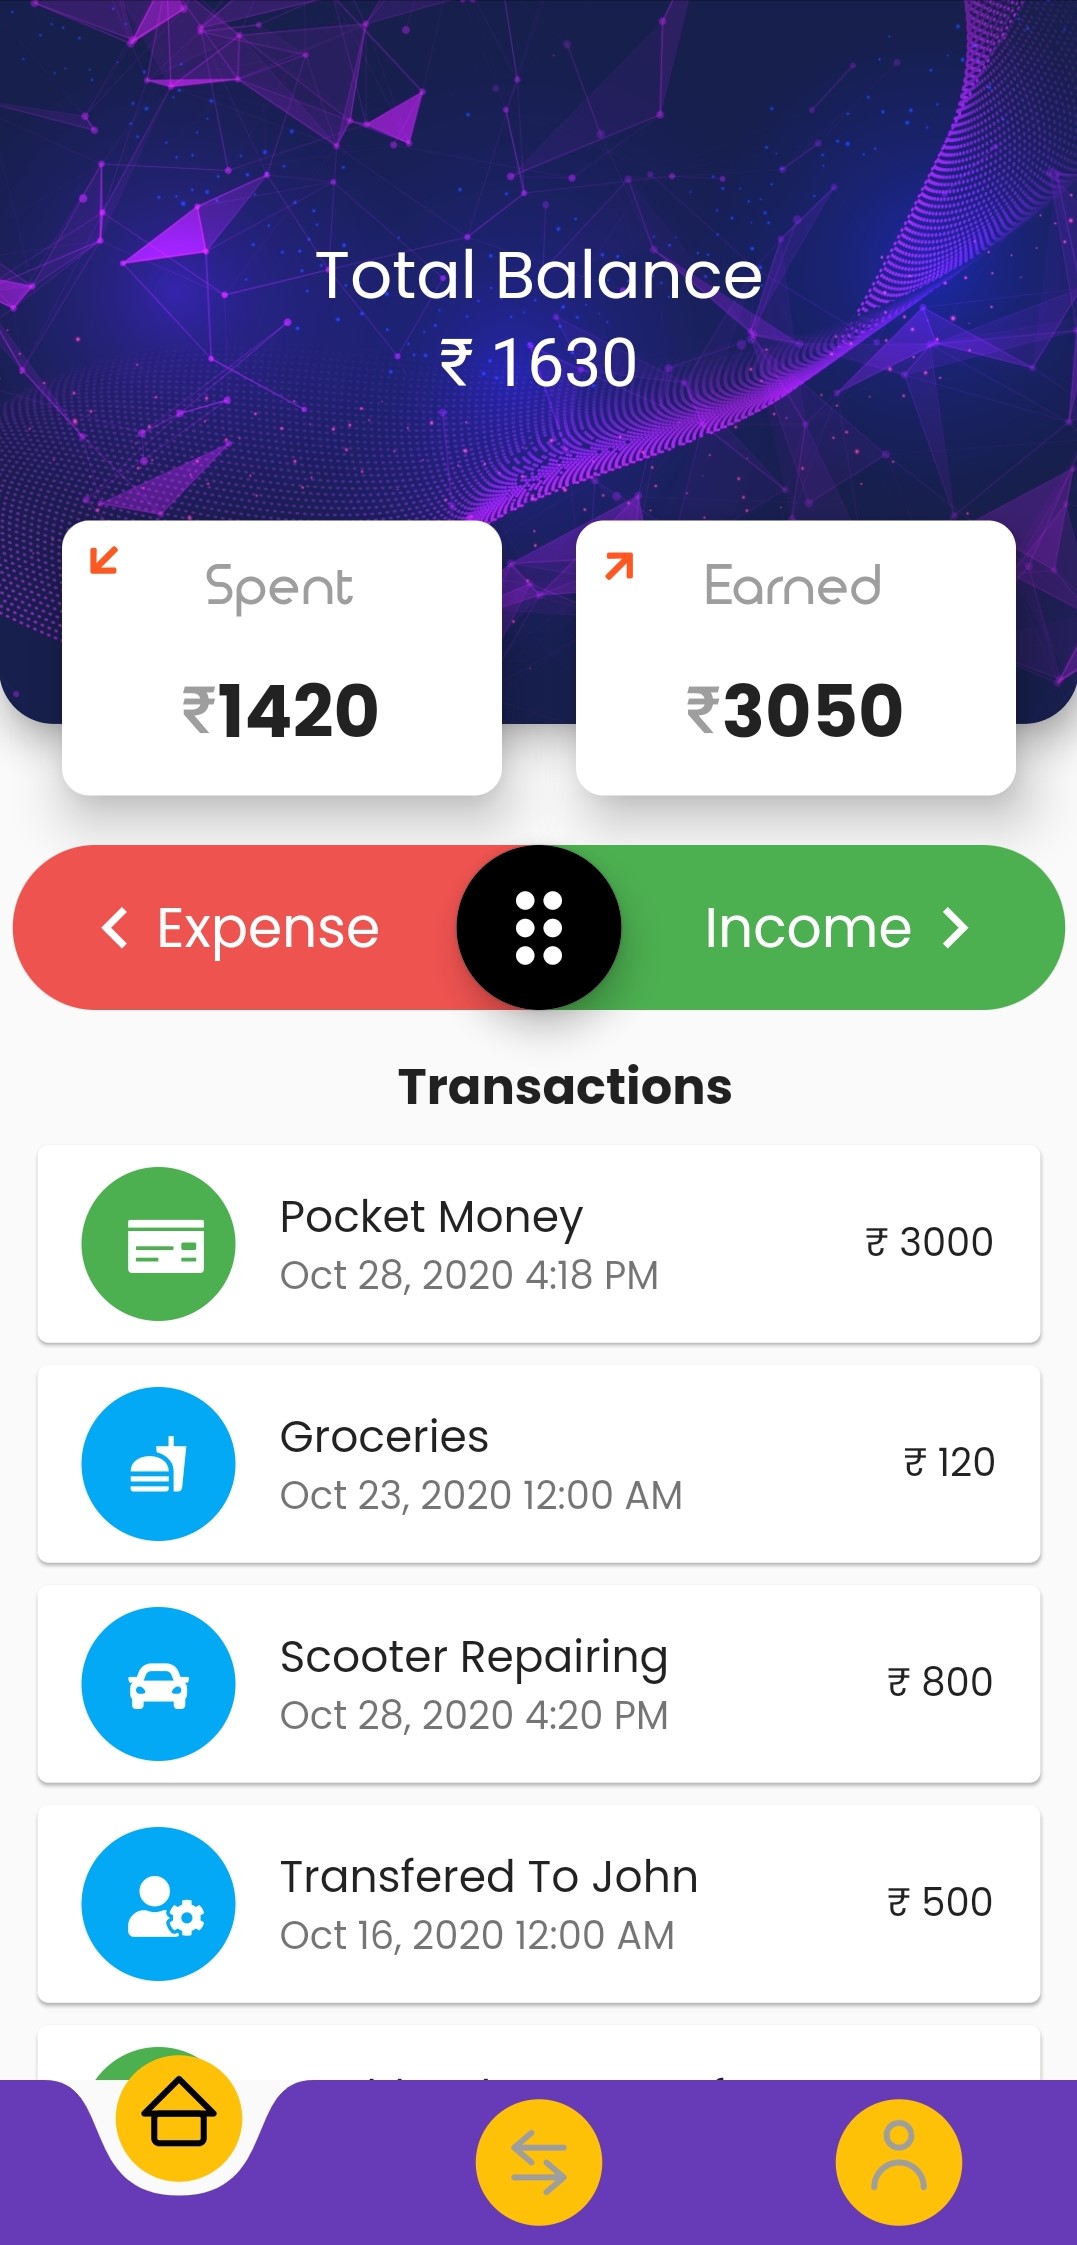 Total Balance
₹ 1630
Spent
Earned
₹1420
₹3050
Expense
Income
Transactions
Pocket Money
₹ 3000
Oct 28, 2020 4:18 PM
Groceries
₹ 120
Oct 23, 2020 12:00 AM
Scooter Repairing
₹ 800
Oct 28, 2020 4:20 PM
Transfered To John
₹ 500
Oct 16, 2020 12:00 AM